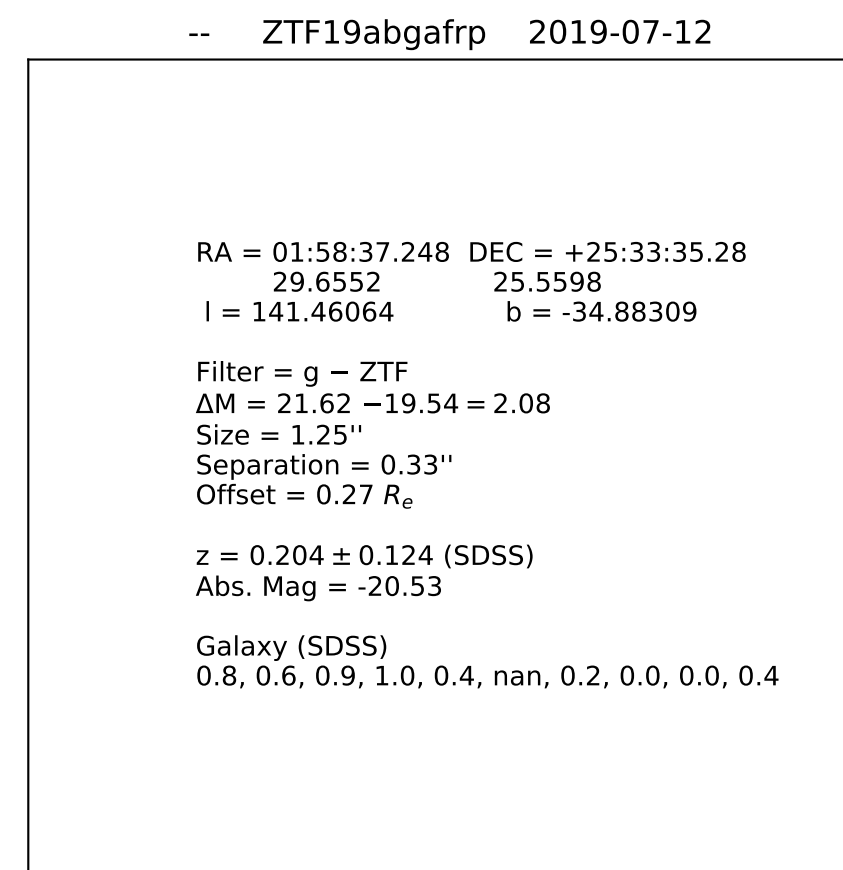 -- ZTF19abgafrp 2019-07-12
RA = 01:58:37.248 DEC = +25:33:35.28
29.6552 25.5598
l = 141.46064 b = -34.88309
Filter = g − ZTF
ΔM = 21.62 −19.54 = 2.08
Size = 1.25''
Separation = 0.33''
Offset = 0.27 Re
z = 0.204 ± 0.124 (SDSS)
Abs. Mag = -20.53
Galaxy (SDSS)
0.8, 0.6, 0.9, 1.0, 0.4, nan, 0.2, 0.0, 0.0, 0.4